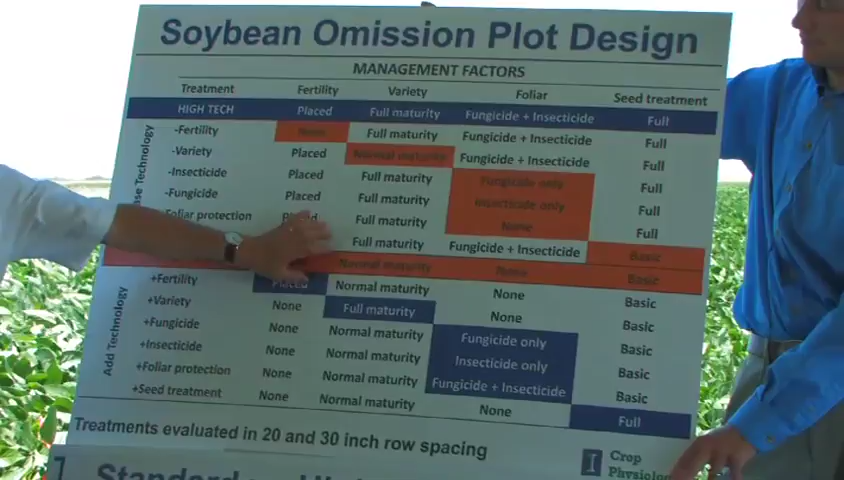 Soybean Omission Plot Design
MANAGEMENT FACTORS
Treatment Fertility Variety Foliar Seed treatment
HIGH TECH Placed Full maturity Fungicide + Insecticide Full
-Fertility None Full maturity Fungicide + Insecticide Full
-Variety Placed Normal maturity Fungicide + Insecticide Full
-Insecticide Placed Full maturity Fungicide only Full
-Fungicide Placed Full maturity Insecticide only Full
Foliar protection Full maturity None Full
Full maturity Fungicide + Insecticide Basic
Normal maturity None Basic
+Fertility Placed Normal maturity None Basic
+Variety None Full maturity None Basic
+Fungicide None Normal maturity Fungicide only Basic
+Insecticide None Normal maturity Insecticide only Basic
+Foliar protection None Normal maturity Fungicide + Insecticide Basic
+Seed treatment None Normal maturity None Full
Technology
Add Technology
Treatments evaluated in 20 and 30 inch row spacing
I Crop